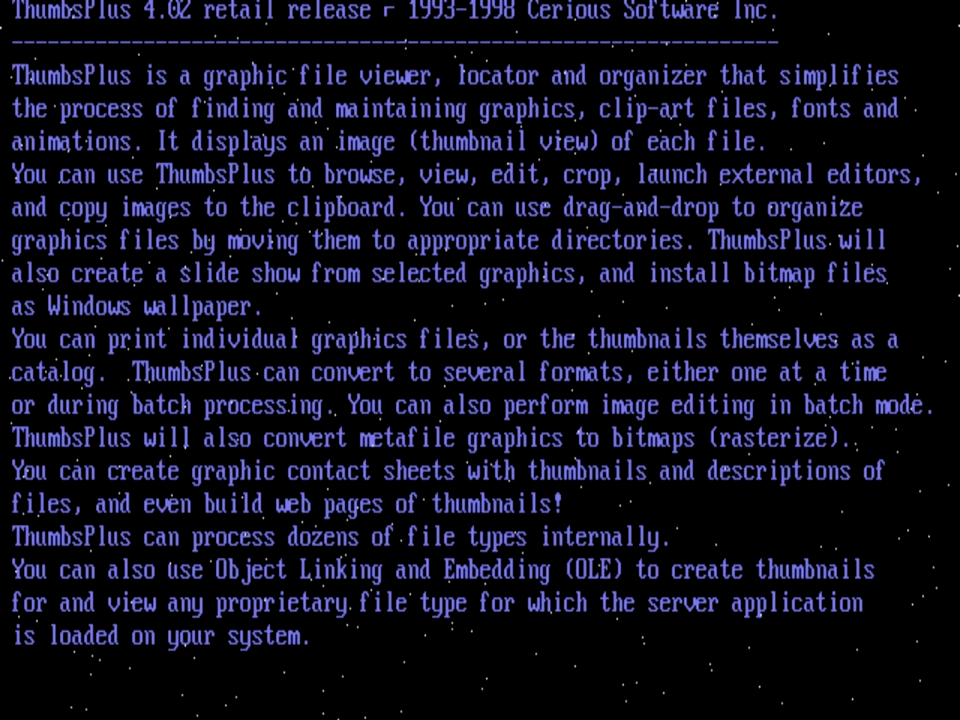 ThumbsPlus 4.02 retail release г 1993-1998 Cerious Software Inc.
----------------------------------------------------------------
ThumbsPlus is a graphic file viewer, locator and organizer that simplifies
the process of finding and maintaining graphics, clip-art files, fonts and
animations. It displays an image (thumbnail view) of each file.
You can use ThumbsPlus to browse, view, edit, crop, launch external editors,
and copy images to the clipboard. You can use drag-and-drop to organize
graphics files by moving them to appropriate directories. ThumbsPlus will
also create a slide show from selected graphics, and install bitmap files
as Windows wallpaper.
You can print individual graphics files, or the thumbnails themselves as a
catalog.  ThumbsPlus can convert to several formats, either one at a time
or during batch processing. You can also perform image editing in batch mode.
ThumbsPlus will also convert metafile graphics to bitmaps (rasterize).
You can create graphic contact sheets with thumbnails and descriptions of
files, and even build web pages of thumbnails!
ThumbsPlus can process dozens of file types internally.
You can also use Object Linking and Embedding (OLE) to create thumbnails
for and view any proprietary file type for which the server application
is loaded on your system.